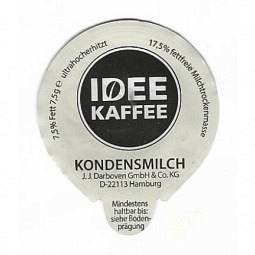 7,5% Fett 7,5g e ultrahocherhitzt
17,5% fettfreie Milchtrockenmasse
IDEE
KAFFEE
KONDENSMILCH
J.J. Darboven GmbH & Co. KG
D-22113 Hamburg
Mindestens
haltbar bis:
siehe Boden-
prägung